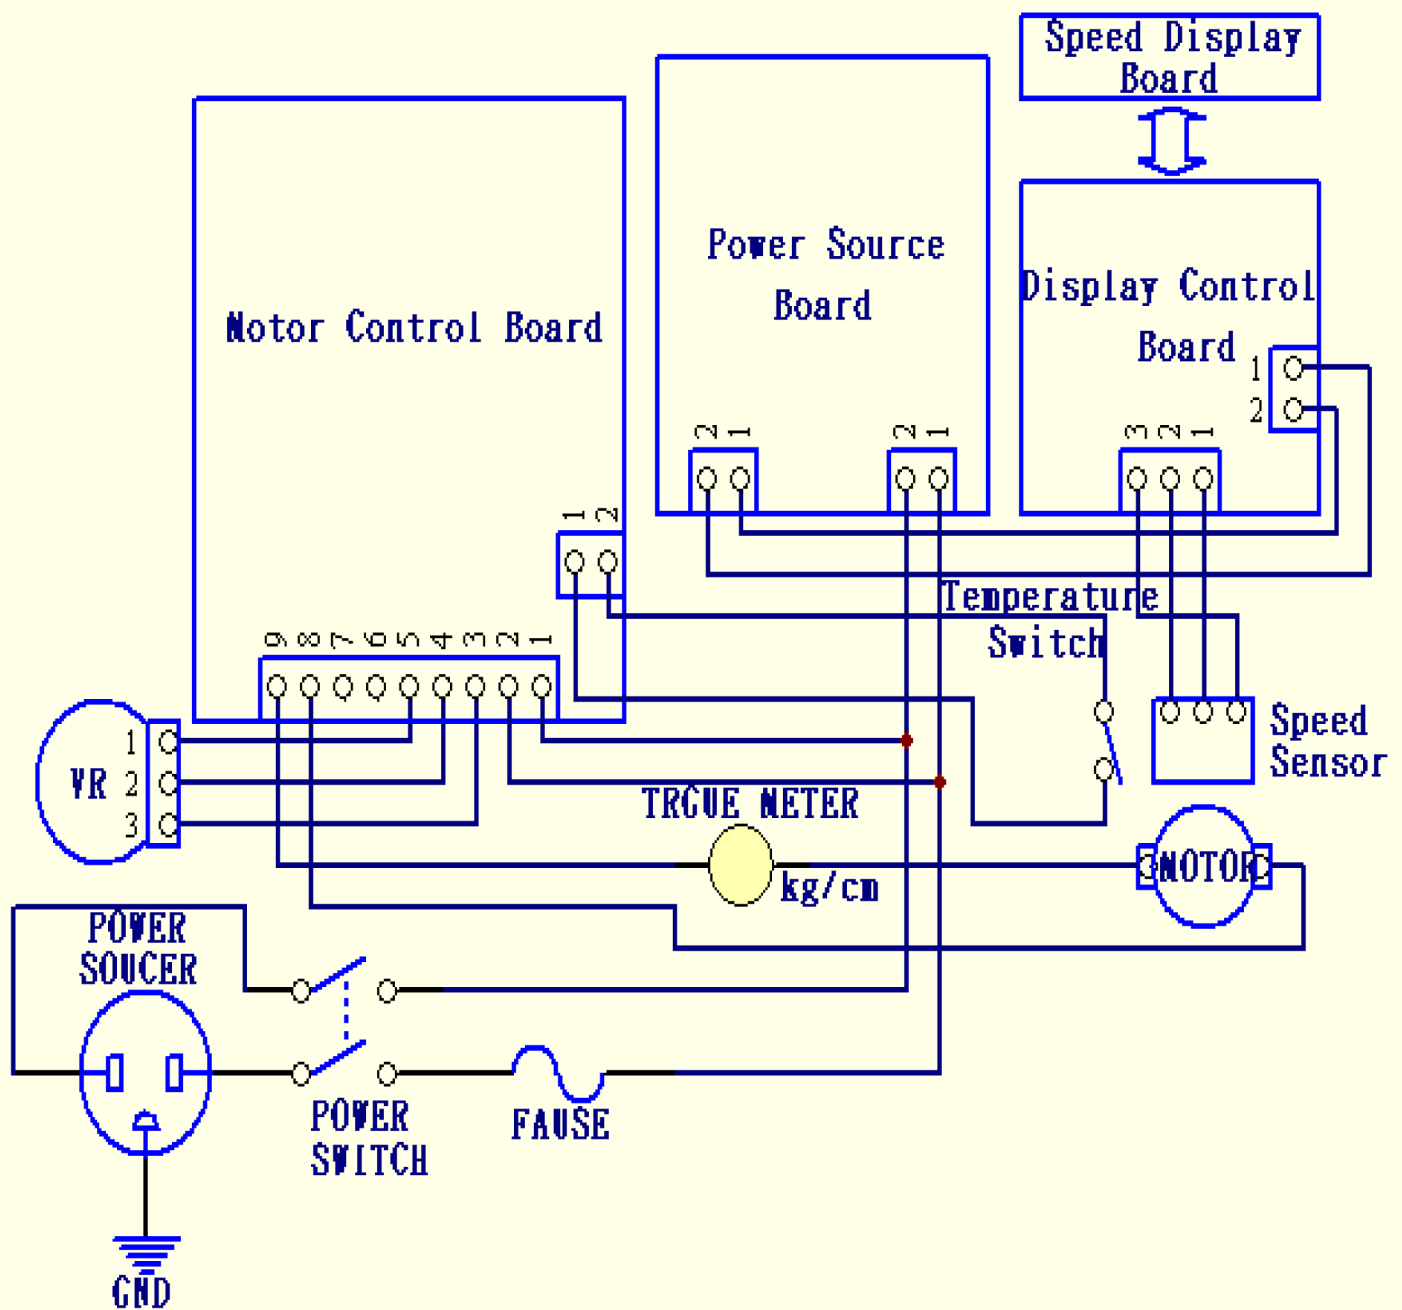 Speed Display
Board
Power Source
Board
Display Control
Board
Motor Control Board
1
2
2 1
2 1
3 2 1
1 2
9 8 7 6 5 4 3 2 1
Temperature
Switch
VR
1
2
3
Speed
Sensor
TRGUE METER
kg/cm
MOTOR
POWER
SOUCER
POWER
SWITCH
FAUSE
GND